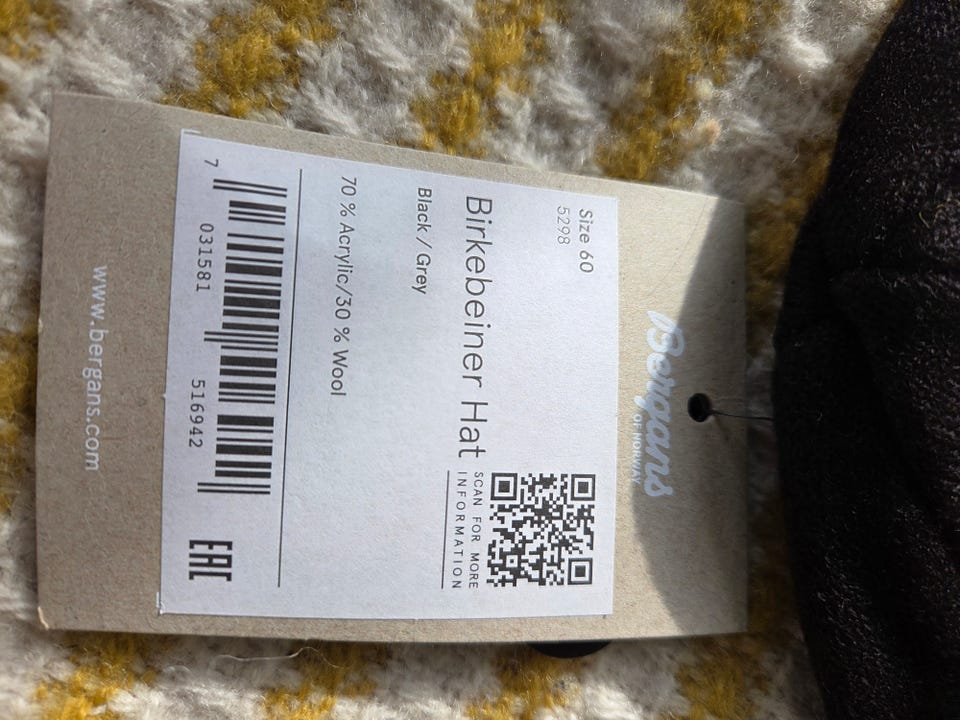 Bergans
OF NORWAY
Size 60
5298
Birkebeiner Hat
Black / Grey
SCAN FOR MORE
INFORMATION
70 % Acrylic/30 % Wool
7 031581 516942
EAC
www.bergans.com